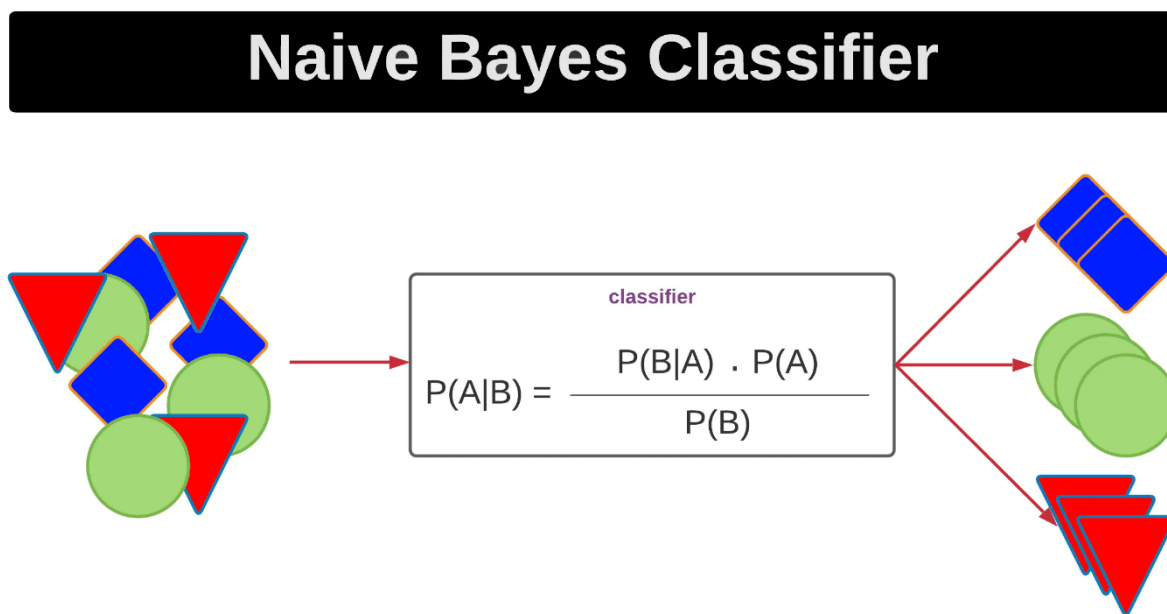 Naive Bayes Classifier
classifier
P(B|A) . P(A)
P(A|B) =
P(B)